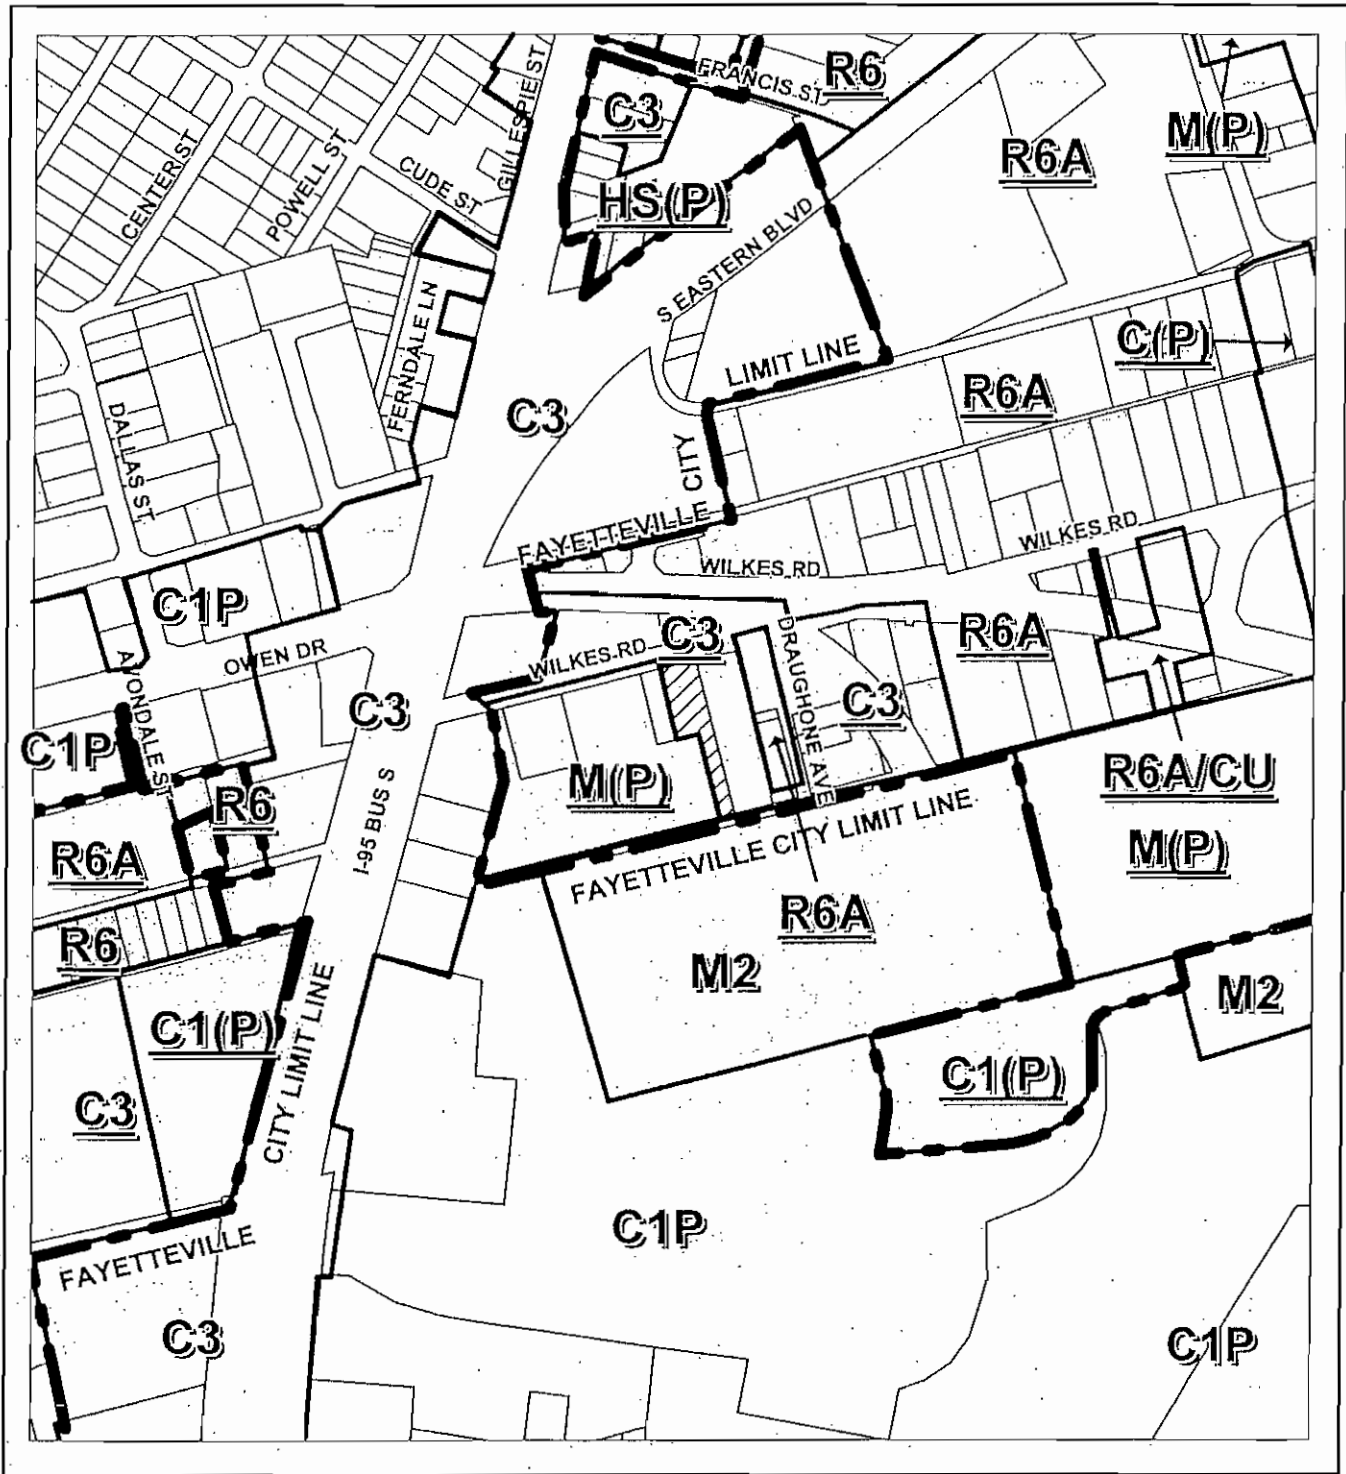 FRANCIS ST
R6
C3
M(P)
GILLESPIE ST
R6A
CENTER ST
POWELL ST
CUDE ST
HS(P)
S EASTERN BLVD
FERNDALE LN
C(P)
LIMIT LINE
R6A
C3
DALLAS ST
CITY
FAYETTEVILLE
WILKES RD
WILKES RD
C1P
C3
R6A
OWEN DR
WILKES RD
DRAUGHONE AVE
AVONDALE ST
C3
C3
C1P
M(P)
R6A/CU
R6
I-95 BUS S
FAYETTEVILLE CITY LIMIT LINE
M(P)
R6A
R6A
R6
M2
M2
C1(P)
CITY LIMIT LINE
C1(P)
C3
C1P
FAYETTEVILLE
C3
C1P